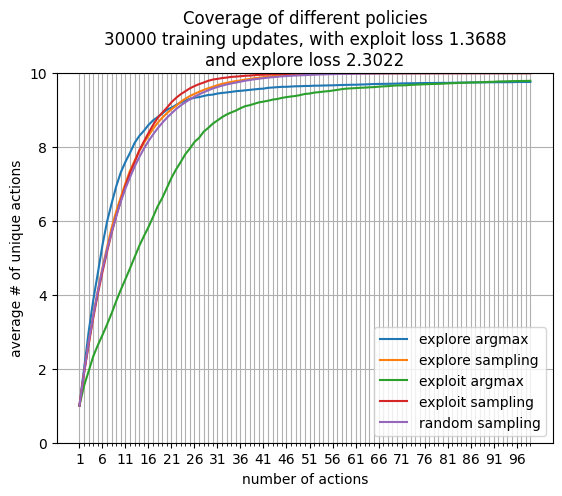 Coverage of different policies
30000 training updates, with exploit loss 1.3688
and explore loss 2.3022
10
8
6
4
2
0
average # of unique actions
explore argmax
explore sampling
exploit argmax
exploit sampling
random sampling
1 6 11 16 21 26 31 36 41 46 51 56 61 66 71 76 81 86 91 96
number of actions